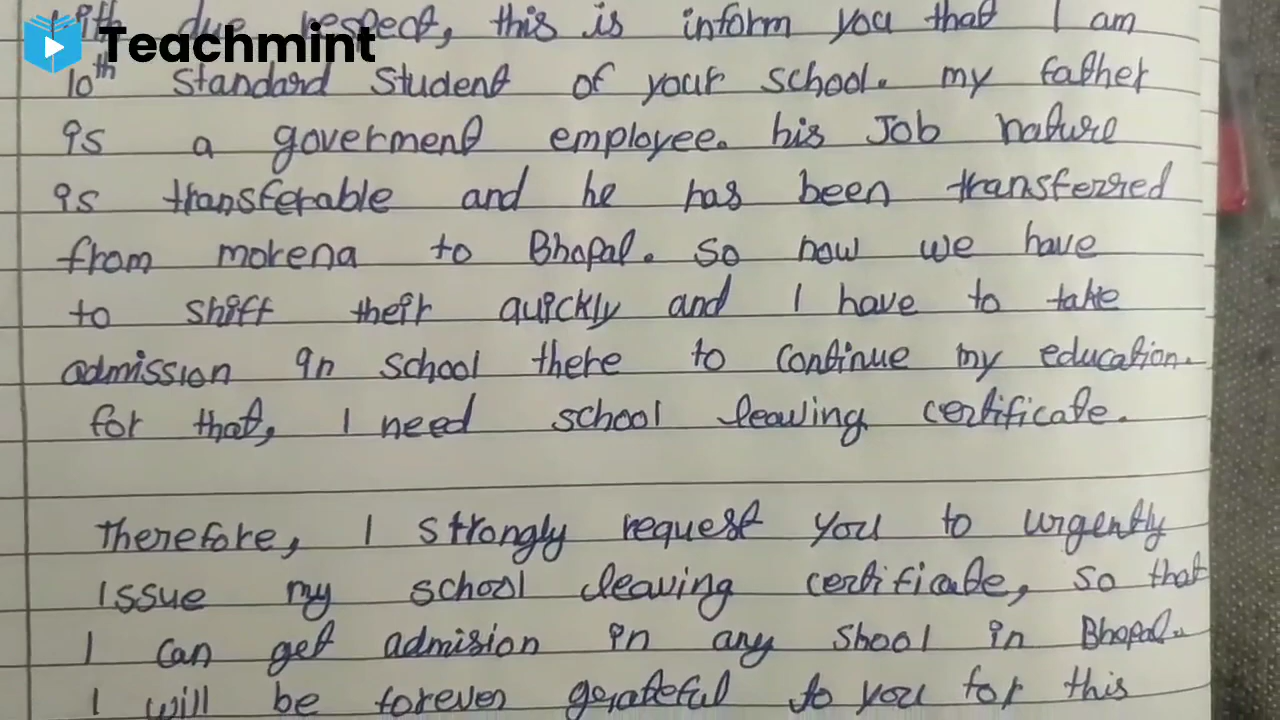 With due respect, this is inform you that I am
Teachmint
10th standard student of your school. my father
is a goverment employee. his Job nature
is transferable and he has been transferred
from morena to Bhopal. so now we have
to shift their quickly and I have to take
admission in school there to continue my education.
for that, I need school leaving certificate.
Therefore, I strongly request you to urgently
Issue my school leaving certificate, so that
I can get admision in any shool in Bhopal.
I will be forever gerateful to you for this